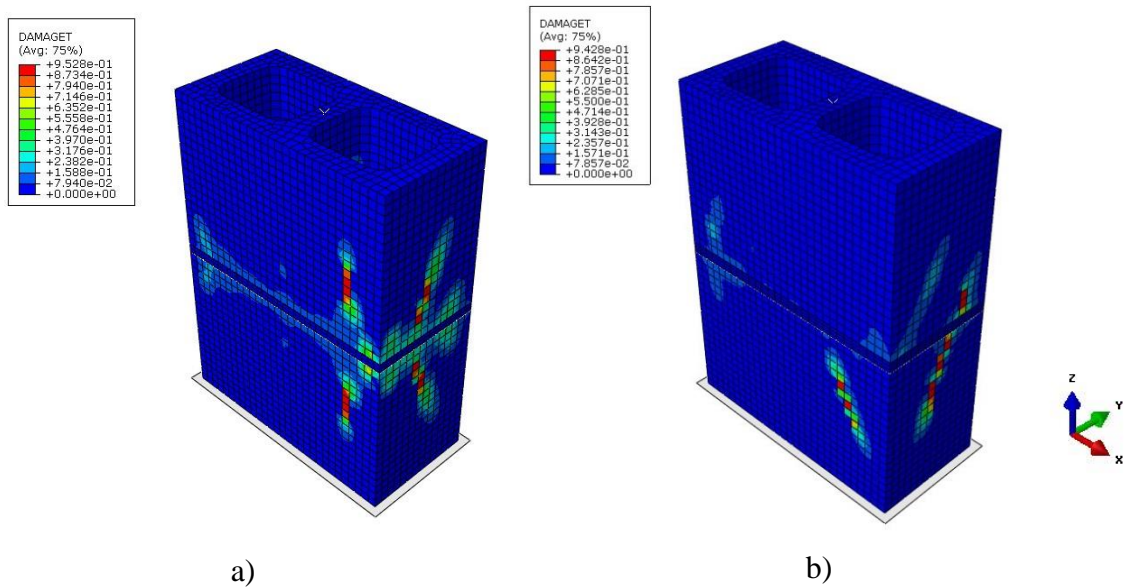 DAMAGET
(Avg: 75%)
+9.528e-01
+8.734e-01
+7.940e-01
+7.146e-01
+6.352e-01
+5.558e-01
+4.764e-01
+3.970e-01
+3.176e-01
+2.382e-01
+1.588e-01
+7.940e-02
+0.000e+00
DAMAGET
(Avg: 75%)
+9.428e-01
+8.642e-01
+7.857e-01
+7.071e-01
+6.285e-01
+5.500e-01
+4.714e-01
+3.928e-01
+3.143e-01
+2.357e-01
+1.571e-01
+7.857e-02
+0.000e+00
Z
Y
X
a)
b)